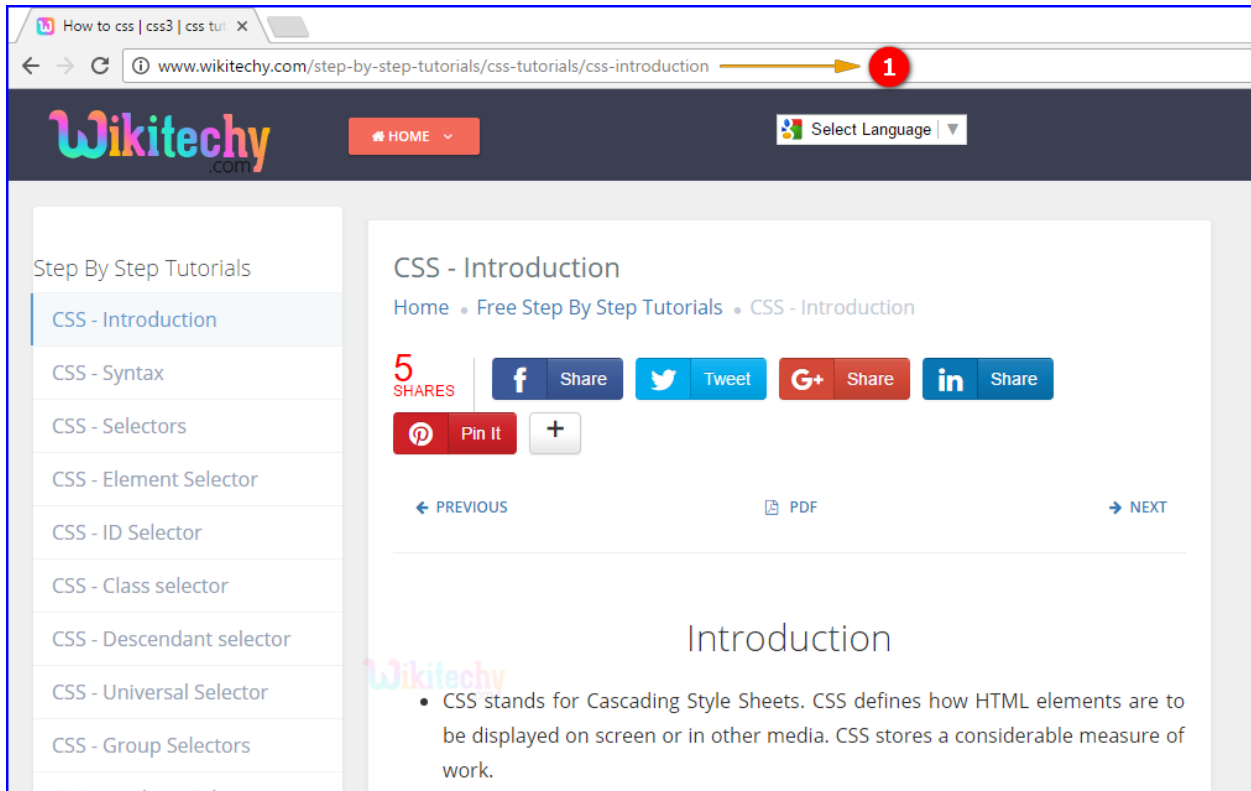 How to css | css3 | css tut
www.wikitechy.com/step-by-step-tutorials/css-tutorials/css-introduction
1
Wikitechy
.com
HOME
Select Language
Step By Step Tutorials
CSS - Introduction
CSS - Syntax
CSS - Selectors
CSS - Element Selector
CSS - ID Selector
CSS - Class selector
CSS - Descendant selector
CSS - Universal Selector
CSS - Group Selectors
CSS - Introduction
Home • Free Step By Step Tutorials • CSS - Introduction
5
SHARES
f Share
Tweet
G+ Share
in Share
Pin It
+
PREVIOUS
PDF
NEXT
Introduction
Wikitechy
.com
• CSS stands for Cascading Style Sheets. CSS defines how HTML elements are to
be displayed on screen or in other media. CSS stores a considerable measure of
work.